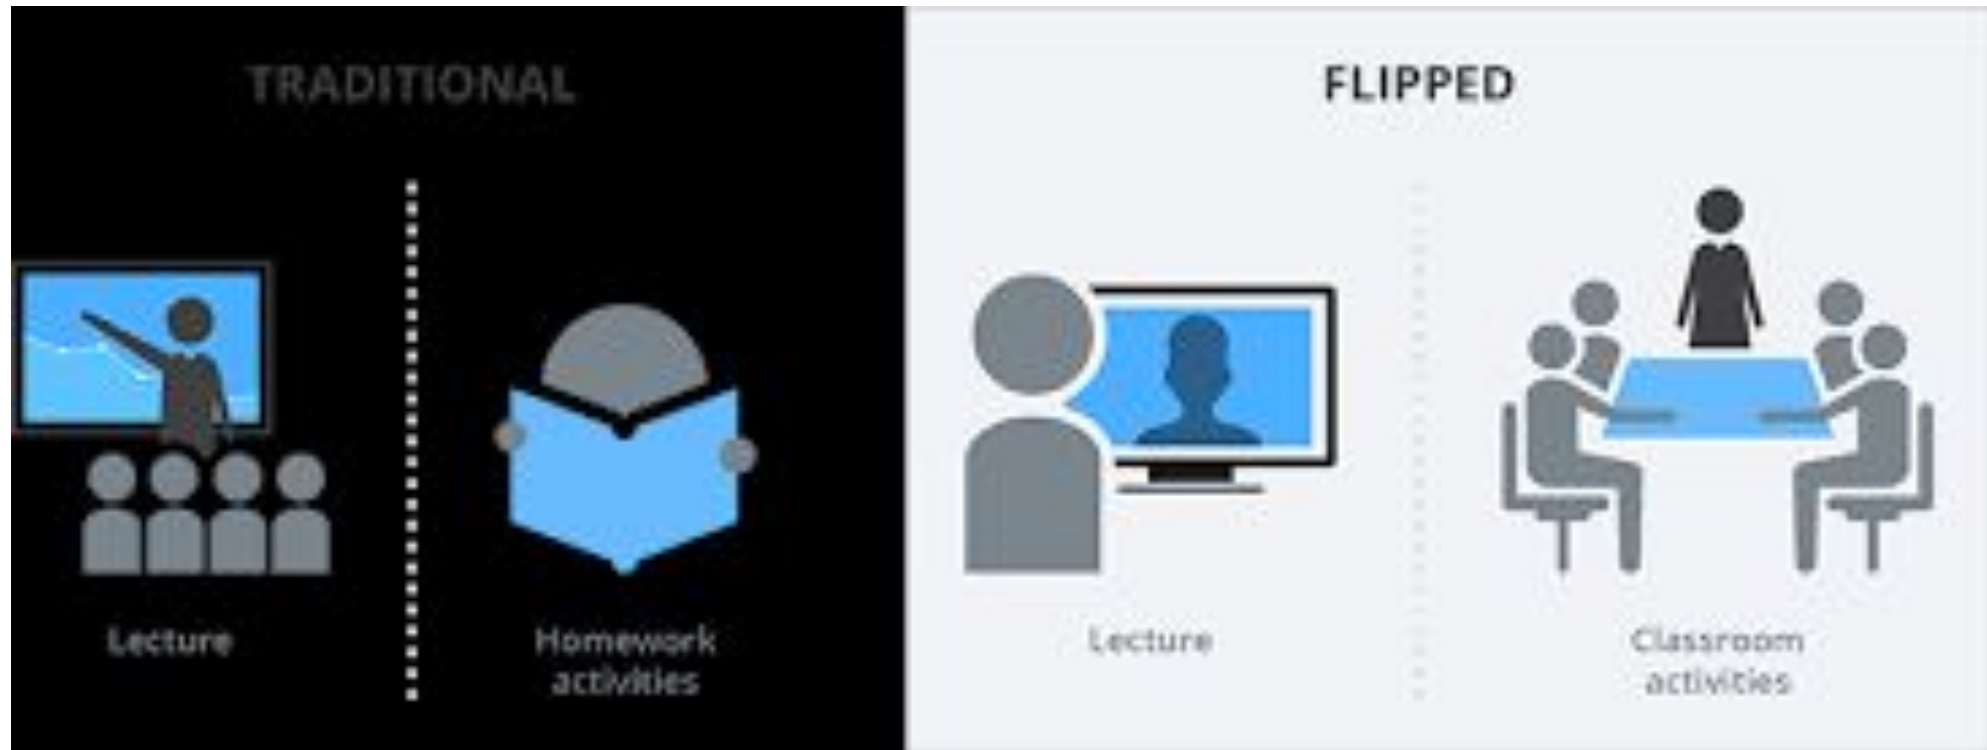 TRADITIONAL
Lecture
Homework
activities
FLIPPED
Lecture
Classroom
activities